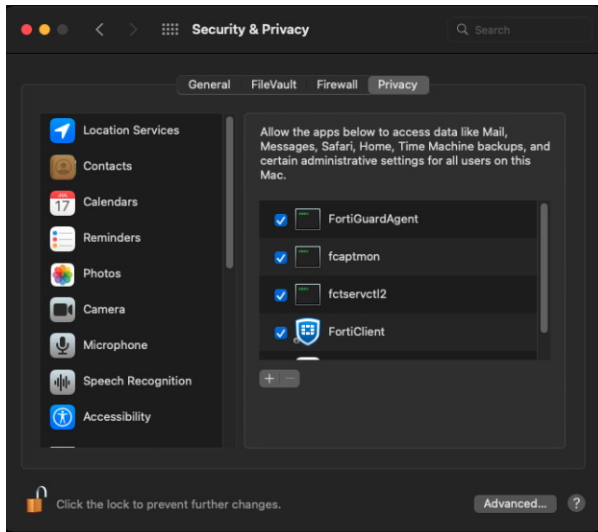 Security & Privacy
Search
General FileVault Firewall Privacy
Location Services
Contacts
17
Calendars
Reminders
Photos
Camera
Microphone
Speech Recognition
Accessibility
Allow the apps below to access data like Mail,
Messages, Safari, Home, Time Machine backups, and
certain administrative settings for all users on this
Mac.
FortiGuardAgent
fcaptmon
fctservctl2
FortiClient
+ −
Click the lock to prevent further changes.
Advanced...
?